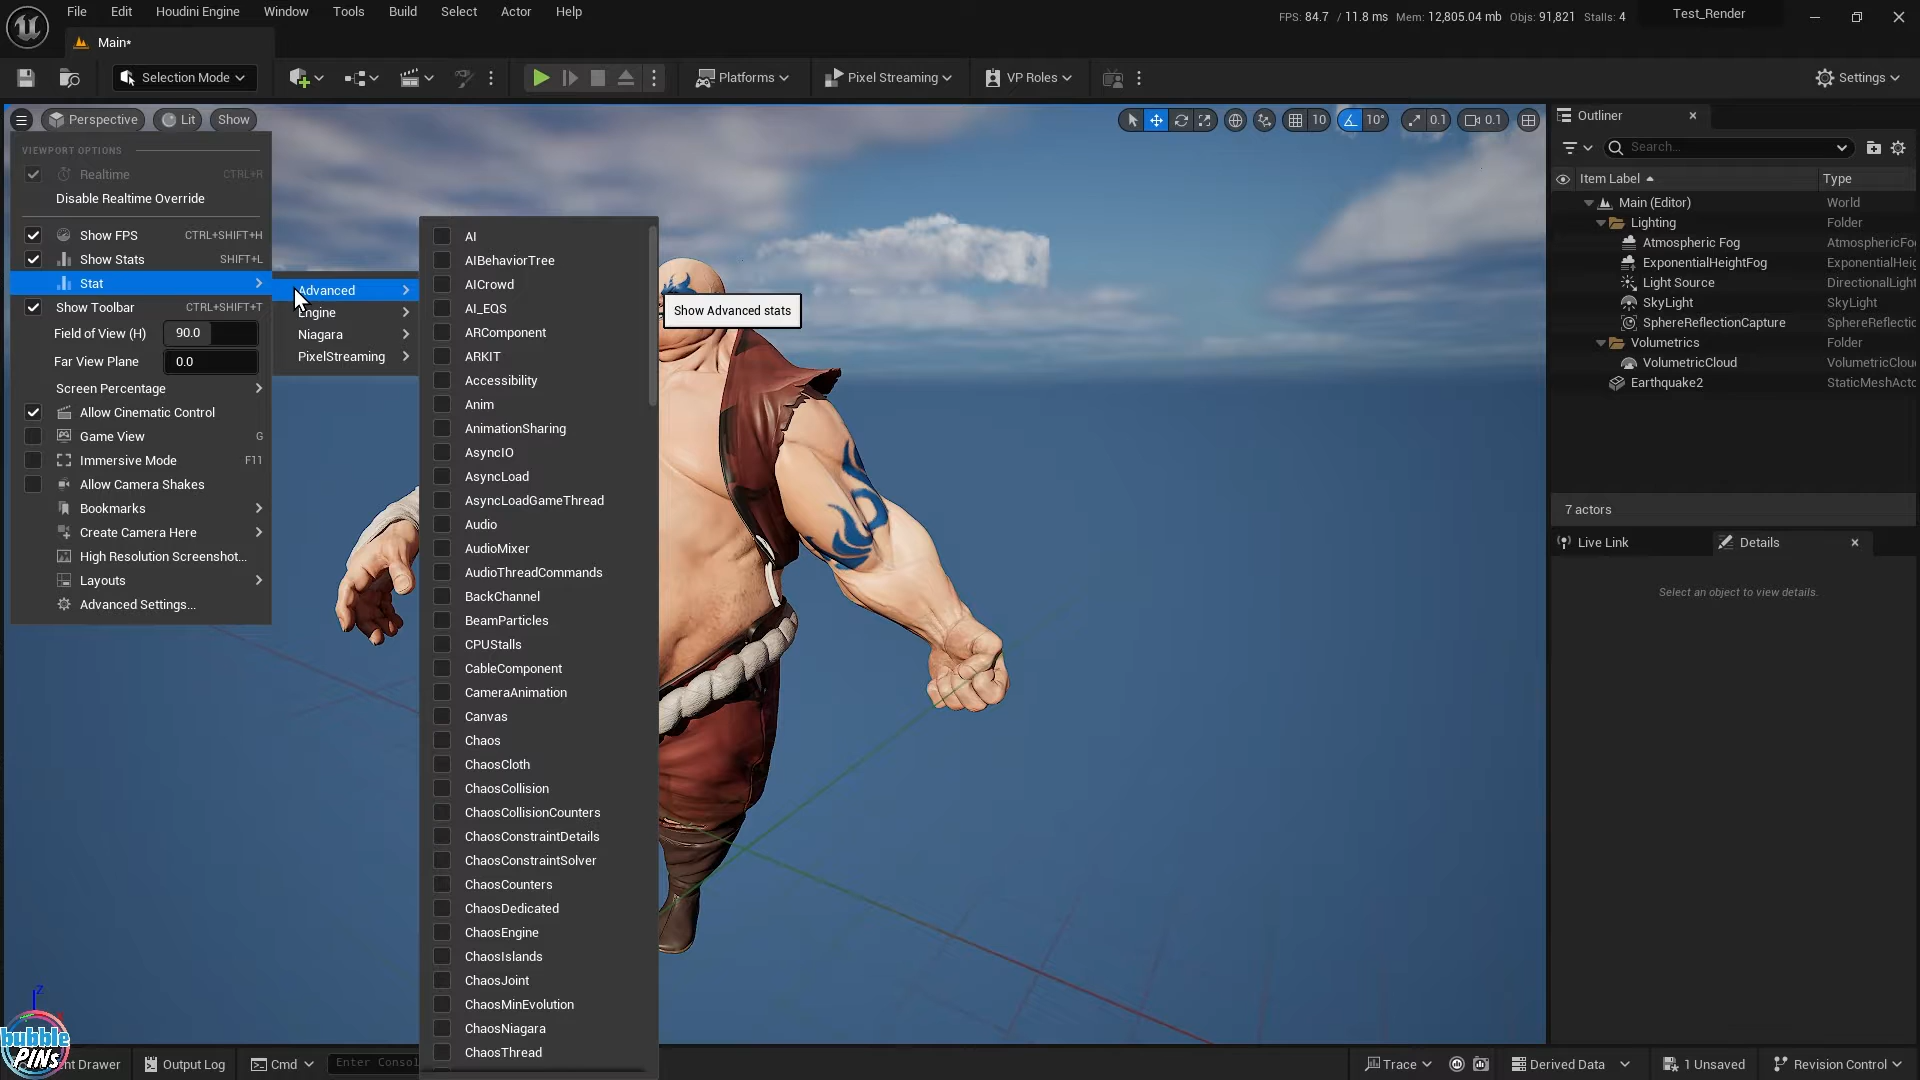 File Edit Houdini Engine Window Tools Build Select Actor Help
FPS: 84.7 / 11.8 ms Mem: 12,805.04 mb Objs: 91,821 Stalls: 4
Test_Render
Main*
Selection Mode
Platforms
Pixel Streaming
VP Roles
Settings
Perspective
Lit
Show
10
10°
0.1
0.1
VIEWPORT OPTIONS
Realtime CTRL+R
Disable Realtime Override
Show FPS CTRL+SHIFT+H
Show Stats SHIFT+L
Stat
Show Toolbar CTRL+SHIFT+T
Field of View (H) 90.0
Far View Plane 0.0
Screen Percentage
Allow Cinematic Control
Game View G
Immersive Mode F11
Allow Camera Shakes
Bookmarks
Create Camera Here
High Resolution Screenshot...
Layouts
Advanced Settings...
Advanced
Engine
Niagara
PixelStreaming
AI
AIBehaviorTree
AICrowd
AI_EQS
ARComponent
ARKIT
Accessibility
Anim
AnimationSharing
AsyncIO
AsyncLoad
AsyncLoadGameThread
Audio
AudioMixer
AudioThreadCommands
BackChannel
BeamParticles
CPUStalls
CableComponent
CameraAnimation
Canvas
Chaos
ChaosCloth
ChaosCollision
ChaosCollisionCounters
ChaosConstraintDetails
ChaosConstraintSolver
ChaosCounters
ChaosDedicated
ChaosEngine
ChaosIslands
ChaosJoint
ChaosMinEvolution
ChaosNiagara
ChaosThread
Show Advanced stats
Outliner
Search...
Item Label Type
Main (Editor) World
Lighting Folder
Atmospheric Fog AtmosphericFo
ExponentialHeightFog ExponentialHeig
Light Source DirectionalLight
SkyLight SkyLight
SphereReflectionCapture SphereReflectio
Volumetrics Folder
VolumetricCloud VolumetricClou
Earthquake2 StaticMeshActo
7 actors
Live Link
Details
Select an object to view details.
Z
bubble
PINS
ent Drawer
Output Log
Cmd
Enter Consol
Trace
Derived Data
1 Unsaved
Revision Control